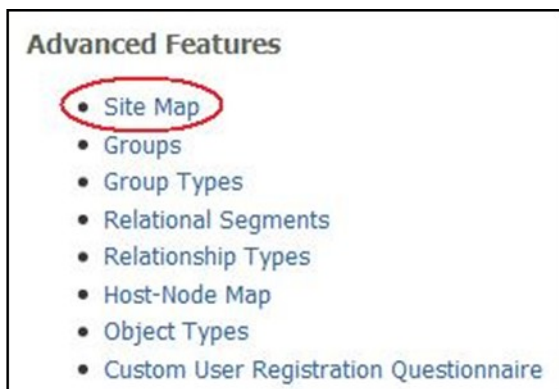 Advanced Features
Site Map
Groups
Group Types
Relational Segments
Relationship Types
Host-Node Map
Object Types
Custom User Registration Questionnaire